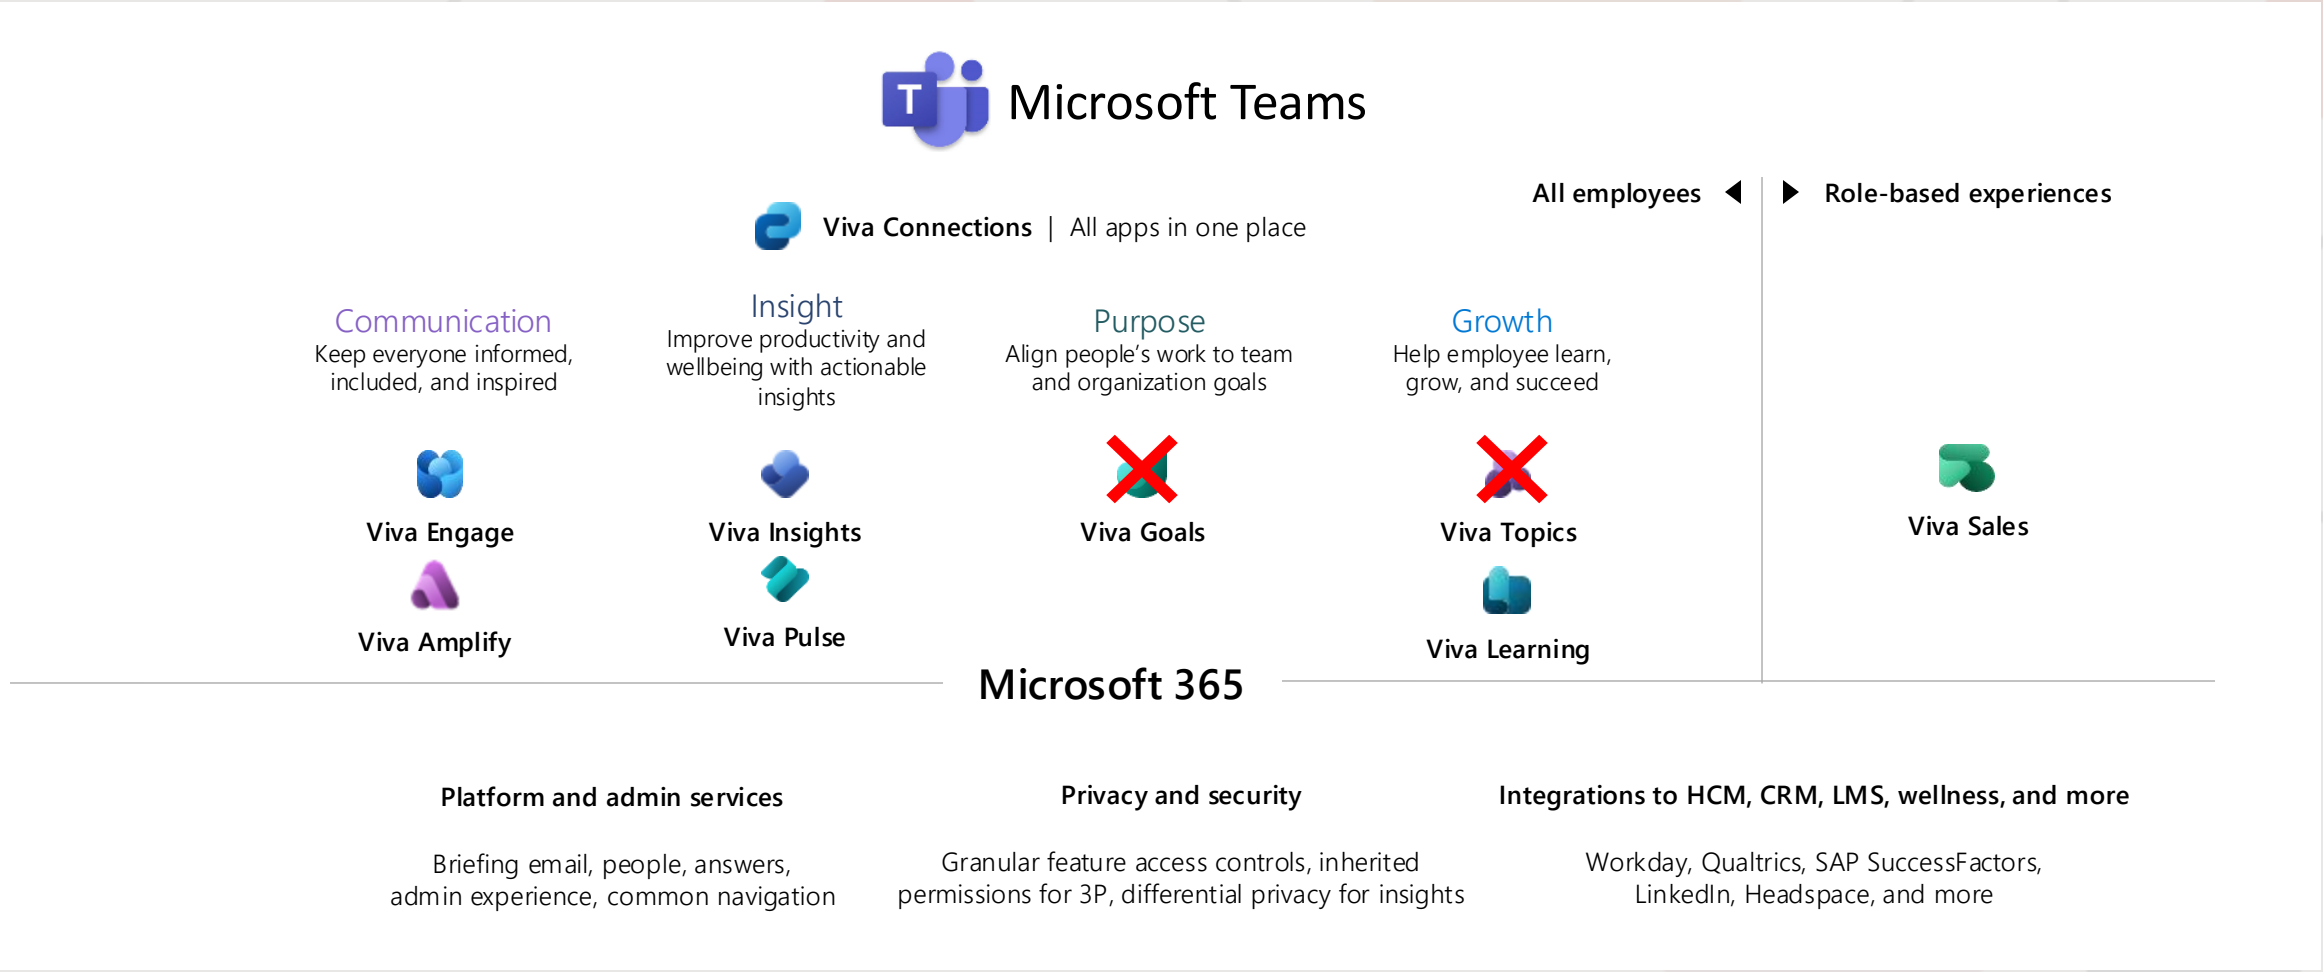 T
Microsoft Teams
All employees
Role-based experiences
Viva Connections | All apps in one place
Communication
Keep everyone informed,
included, and inspired
Insight
Improve productivity and
wellbeing with actionable
insights
Purpose
Align people's work to team
and organization goals
Growth
Help employee learn,
grow, and succeed
Viva Engage
Viva Insights
Viva Goals
Viva Topics
Viva Sales
Viva Amplify
Viva Pulse
Viva Learning
Microsoft 365
Platform and admin services
Briefing email, people, answers,
admin experience, common navigation
Privacy and security
Granular feature access controls, inherited
permissions for 3P, differential privacy for insights
Integrations to HCM, CRM, LMS, wellness, and more
Workday, Qualtrics, SAP SuccessFactors,
LinkedIn, Headspace, and more